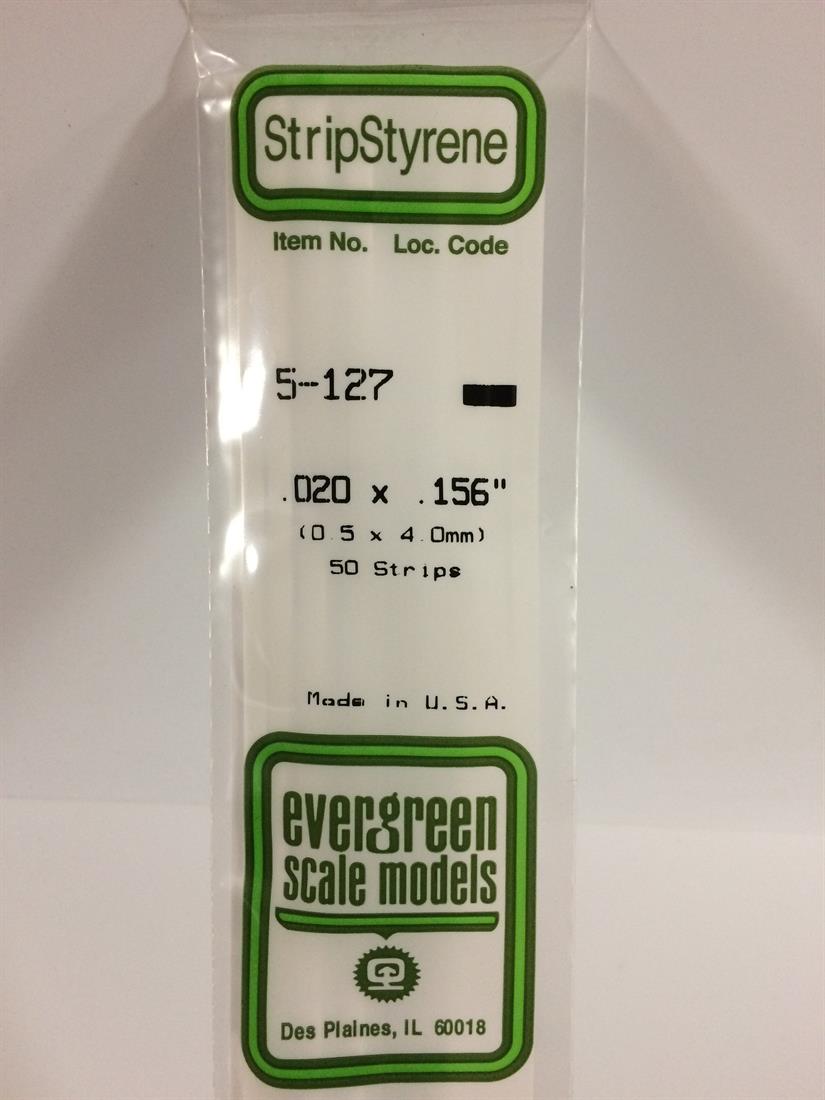 StripStyrene
Item No. Loc. Code
5-127
.020 x .156"
(0.5 x 4.0mm)
50 Strips
Made in U.S.A.
evergreen
scale models
Des Plaines, IL 60018